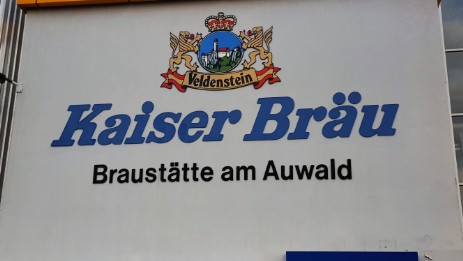 Veldenstein
Kaiser Bräu
Braustätte am Auwald